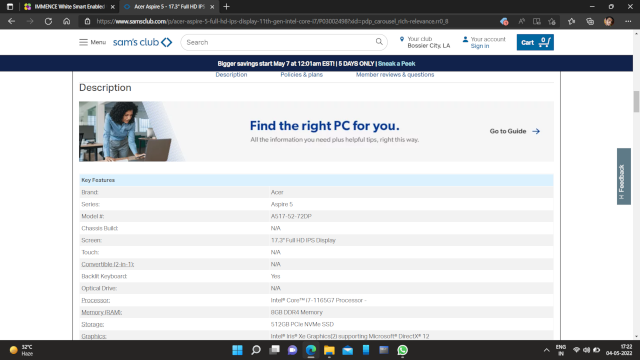 IMMENCE White Smart Enabled
Acer Aspire 5 - 17.3" Full HD IPS
https://www.samsclub.com/p/acer-aspire-5-full-hd-ips-display-11th-gen-intel-core-i7/P03002498?xid=pdp_carousel_rich-relevance.rr0_8
Menu
sam's club
Search
Your club
Bossier City, LA
Your account
Sign in
Cart
0
Bigger savings start May 7 at 12:01am EST! | 5 DAYS ONLY | Sneak a Peek
Description Policies & plans Member reviews & questions
Description
Find the right PC for you.
All the information you need plus helpful tips, right this way.
Go to Guide
Feedback
Key Features
Brand: Acer
Series: Aspire 5
Model #: A517-52-72DP
Chassis Build: N/A
Screen: 17.3" Full HD IPS Display
Touch: N/A
Convertible (2-in-1): N/A
Backlit Keyboard: Yes
Optical Drive: N/A
Processor: Intel® Core™ i7-1165G7 Processor -
Memory (RAM): 8GB DDR4 Memory
Storage: 512GB PCIe NVMe SSD
Graphics: Intel® Iris® Xe Graphics(2) supporting Microsoft® DirectX® 12
32°C
Haze
ENG
IN
17:22
04-05-2022